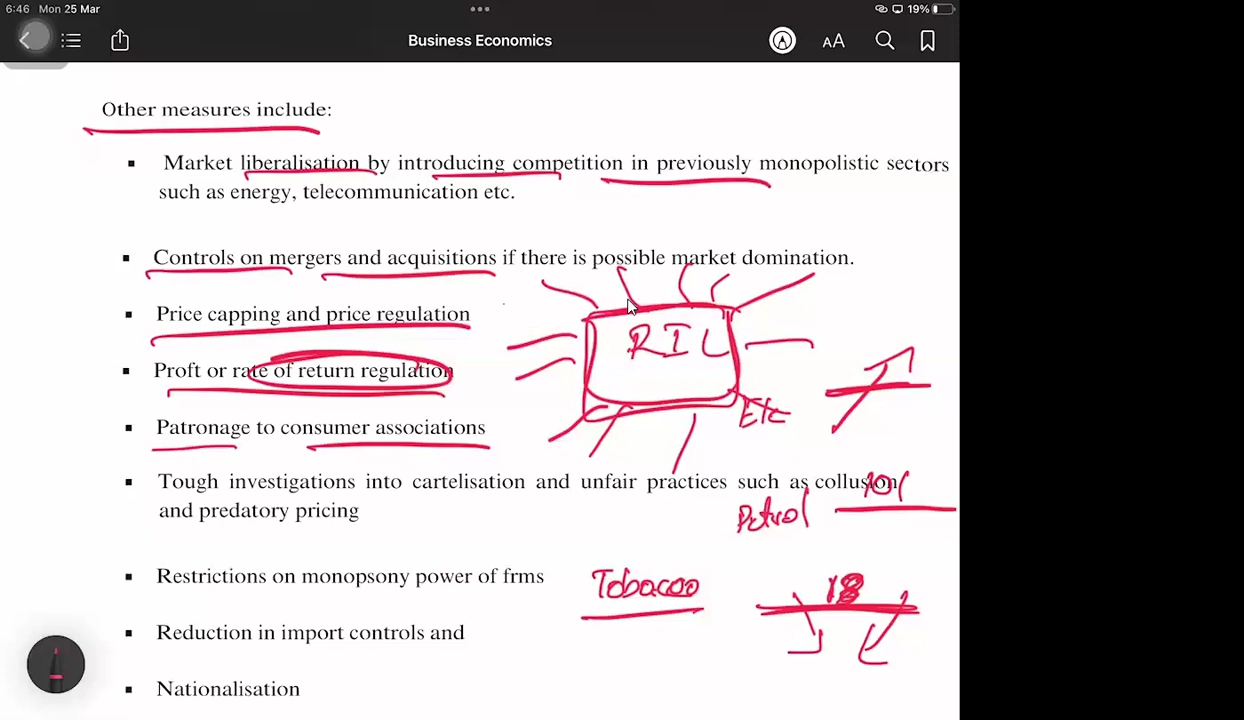 6:46 Mon 25 Mar
19%
Business Economics
AA
Other measures include:
▪ Market liberalisation by introducing competition in previously monopolistic sectors
such as energy, telecommunication etc.
▪ Controls on mergers and acquisitions if there is possible market domination.
▪ Price capping and price regulation
RIL
▪ Proft or rate of return regulation
Etc
▪ Patronage to consumer associations
▪ Tough investigations into cartelisation and unfair practices such as collusion
and predatory pricing
Petrol
▪ Restrictions on monopsony power of frms
Tobacoo
18
▪ Reduction in import controls and
▪ Nationalisation